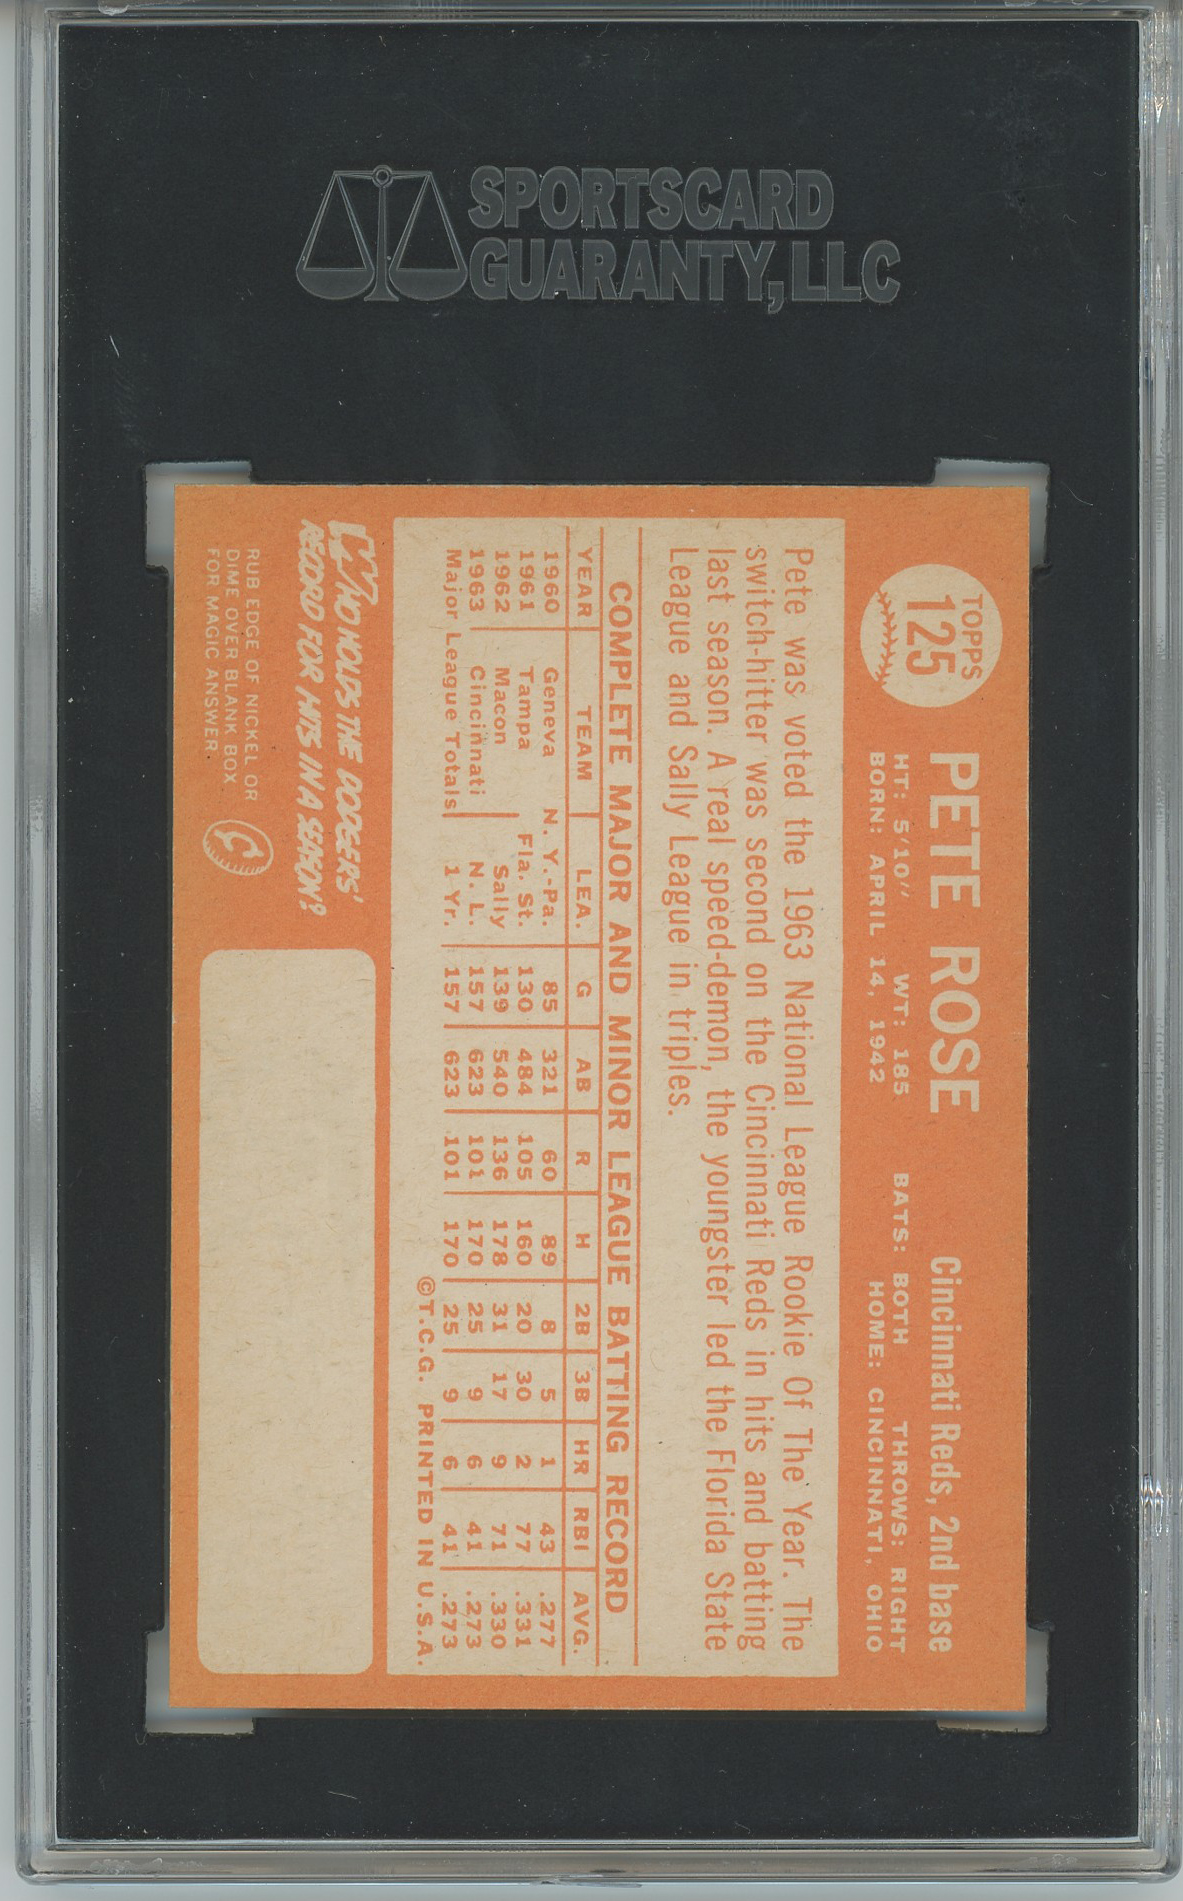 SPORTSCARD
GUARANTY, LLC
TOPPS
125
PETE ROSE
Cincinnati Reds, 2nd base
HT: 5'10" WT: 185 BATS: BOTH THROWS: RIGHT
BORN: APRIL 14, 1942 HOME: CINCINNATI, OHIO
Pete was voted the 1963 National League Rookie Of The Year. The
switch-hitter was second on the Cincinnati Reds in hits and batting
last season. A real speed-demon, the youngster led the Florida State
League and Sally League in triples.
COMPLETE MAJOR AND MINOR LEAGUE BATTING RECORD
YEAR TEAM LEA. G AB R H 2B 3B HR RBI AVG.
1960 Geneva N. Y.-Pa. 85 321 60 89 8 5 1 43 .277
1961 Tampa Fla. St. 130 484 105 160 20 30 2 77 .331
1962 Macon Sally 139 540 136 178 31 17 9 71 .330
1963 Cincinnati N. L. 157 623 101 170 25 9 6 41 .273
Major League Totals 1 Yr. 157 623 101 170 25 9 6 41 .273
©T.C.G. PRINTED IN U.S.A.
WHO HOLDS THE DODGERS'
RECORD FOR HITS IN A SEASON?
RUB EDGE OF NICKEL OR
DIME OVER BLANK BOX
FOR MAGIC ANSWER
C